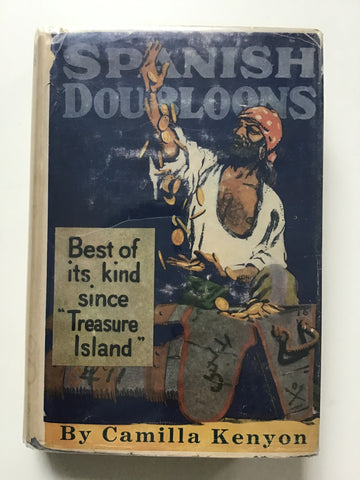 SPANISH
DOUBLOONS
Best of
its kind
since
"Treasure
Island"
By Camilla Kenyon